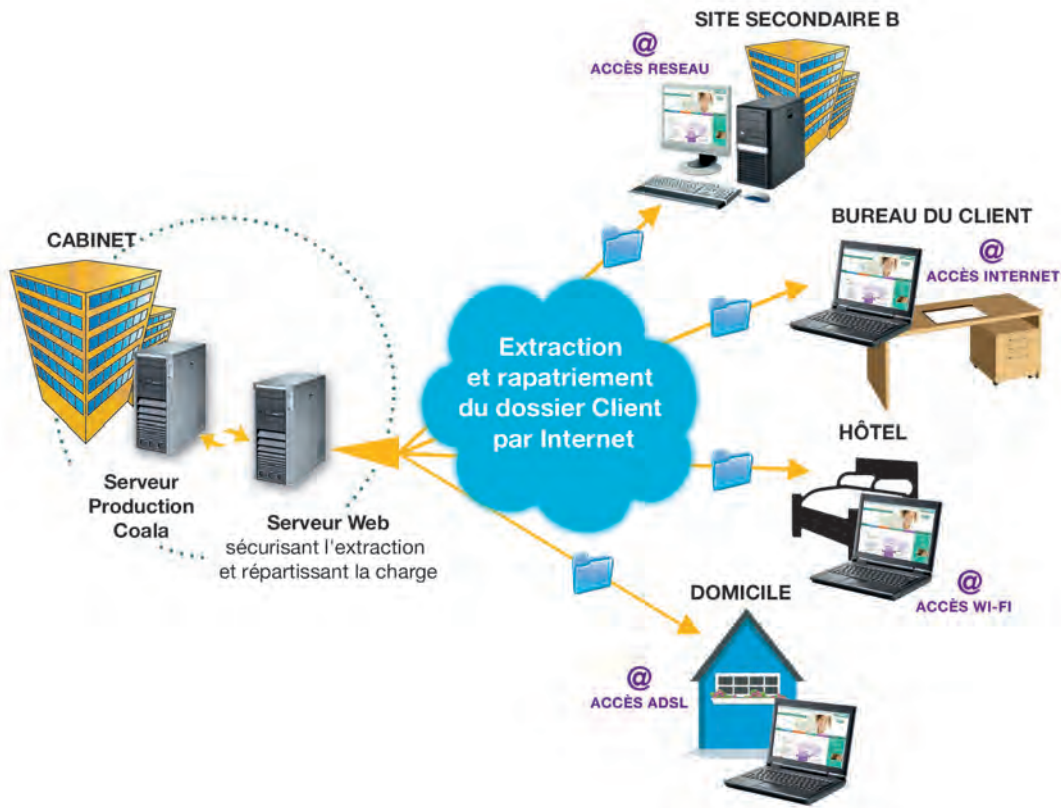 SITE SECONDAIRE B
@
ACCÈS RESEAU
BUREAU DU CLIENT
@
ACCÈS INTERNET
CABINET
Extraction
et rapatriement
du dossier Client
par Internet
HÔTEL
Serveur
Production
Coala
Serveur Web
sécurisant l'extraction
et répartissant la charge
@
ACCÈS WI-FI
DOMICILE
@
ACCÈS ADSL